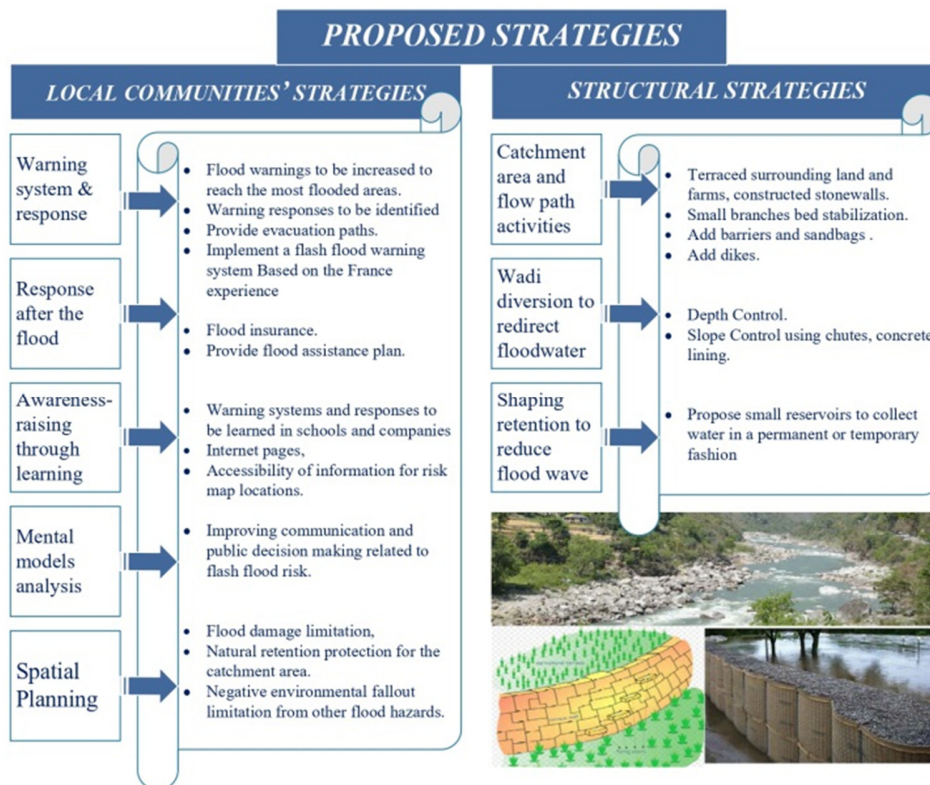 PROPOSED STRATEGIES
LOCAL COMMUNITIES' STRATEGIES
Warning
system &
response
• Flood warnings to be increased to
reach the most flooded areas.
• Warning responses to be identified
• Provide evacuation paths.
• Implement a flash flood warning
system Based on the France
experience
Response
after the
flood
• Flood insurance.
• Provide flood assistance plan.
Awareness-
raising
through
learning
• Warning systems and responses to
be learned in schools and companies
• Internet pages,
• Accessibility of information for risk
map locations.
Mental
models
analysis
• Improving communication and
public decision making related to
flash flood risk.
Spatial
Planning
• Flood damage limitation,
• Natural retention protection for the
catchment area.
• Negative environmental fallout
limitation from other flood hazards.
STRUCTURAL STRATEGIES
Catchment
area and
flow path
activities
• Terraced surrounding land and
farms, constructed stonewalls.
• Small branches bed stabilization.
• Add barriers and sandbags .
• Add dikes.
Wadi
diversion to
redirect
floodwater
• Depth Control.
• Slope Control using chutes, concrete
lining.
Shaping
retention to
reduce
flood wave
• Propose small reservoirs to collect
water in a permanent or temporary
fashion